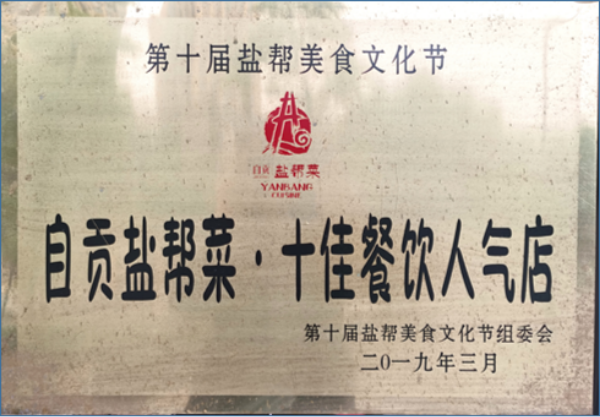 第十届盐帮美食文化节
自贡 盐帮菜
YANBANG
CUISINE
自贡盐帮菜·十佳餐饮人气店
第十届盐帮美食文化节组委会
二0一九年三月